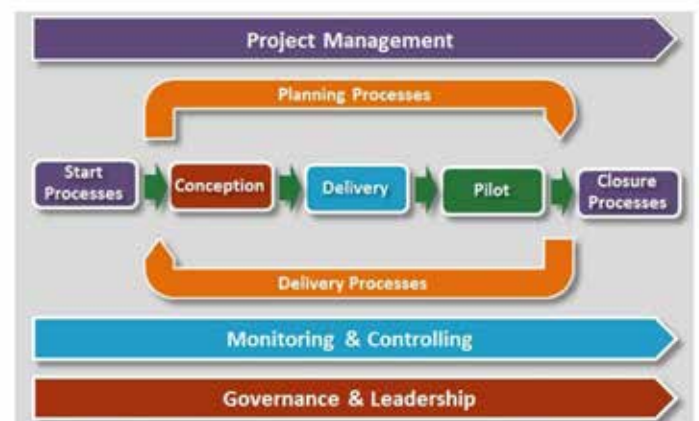 Project Management
Planning Processes
Start
Processes
Conception
Delivery
Pilot
Closure
Processes
Delivery Processes
Monitoring & Controlling
Governance & Leadership